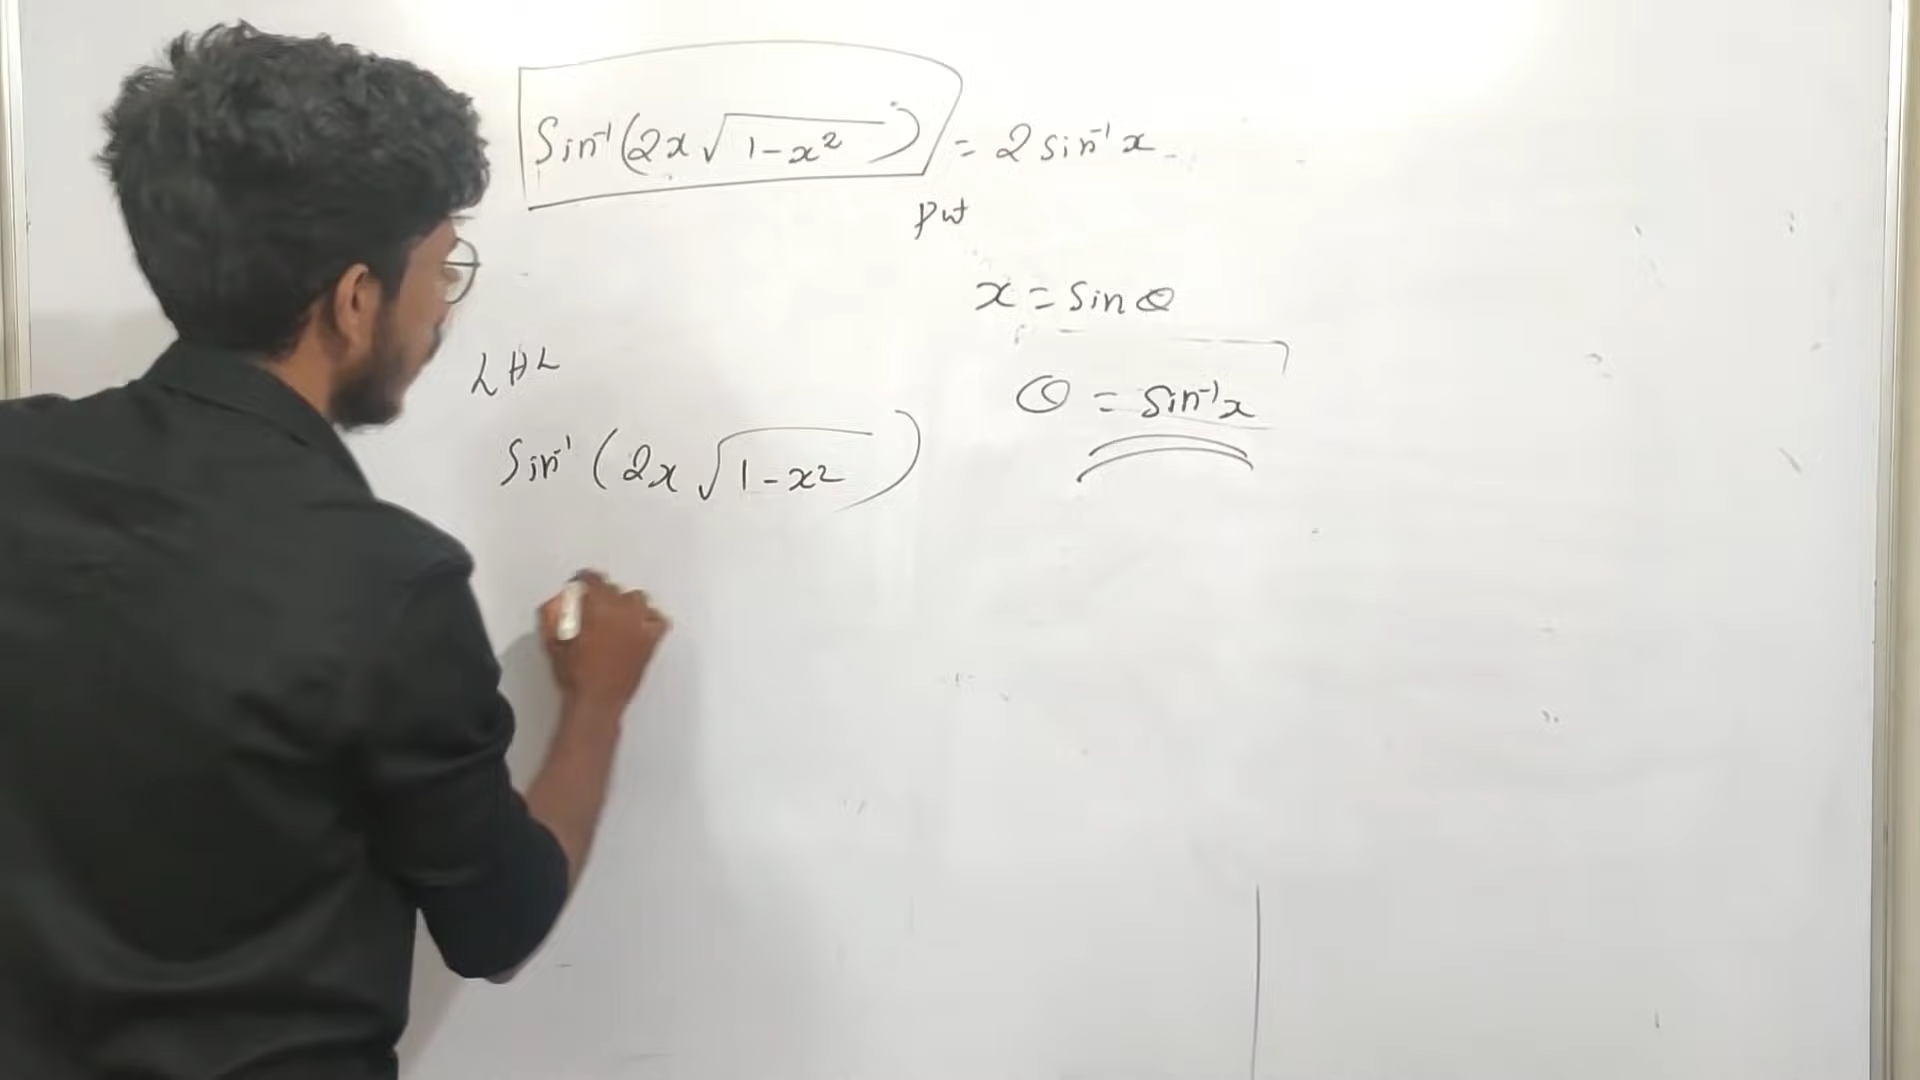 Sin⁻¹(2x√1-x²) = 2 sin⁻¹x
put
x = sin θ
LHL
θ = sin⁻¹x
Sin⁻¹(2x√1-x²)